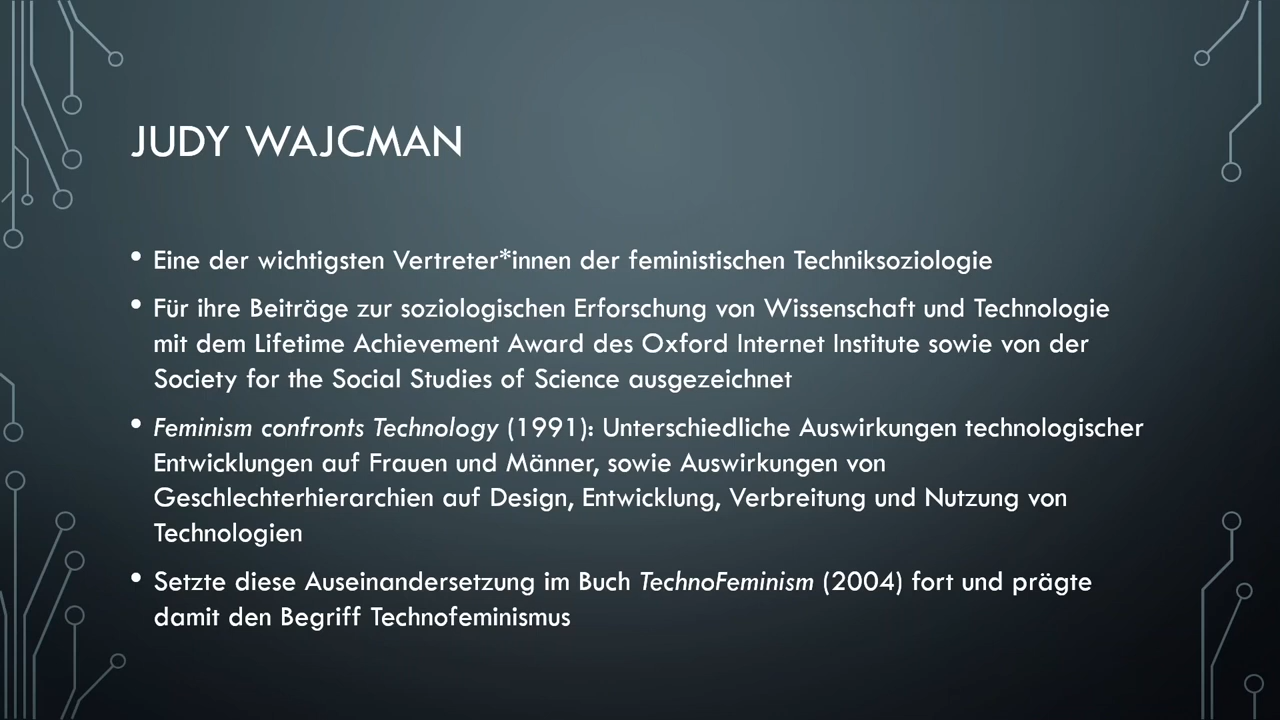 JUDY WAJCMAN
• Eine der wichtigsten Vertreter*innen der feministischen Techniksoziologie
• Für ihre Beiträge zur soziologischen Erforschung von Wissenschaft und Technologie
mit dem Lifetime Achievement Award des Oxford Internet Institute sowie von der
Society for the Social Studies of Science ausgezeichnet
• Feminism confronts Technology (1991): Unterschiedliche Auswirkungen technologischer
Entwicklungen auf Frauen und Männer, sowie Auswirkungen von
Geschlechterhierarchien auf Design, Entwicklung, Verbreitung und Nutzung von
Technologien
• Setzte diese Auseinandersetzung im Buch TechnoFeminism (2004) fort und prägte
damit den Begriff Technofeminismus